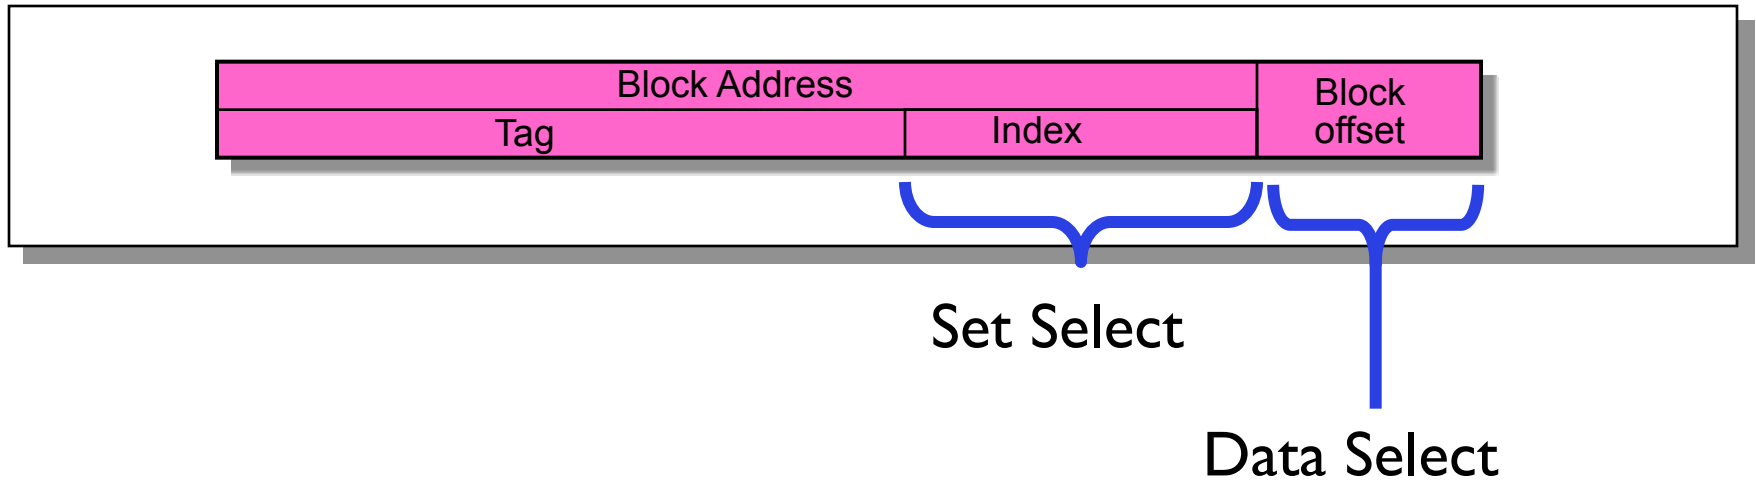 Block Address
Tag
Index
Block
offset
Set Select
Data Select